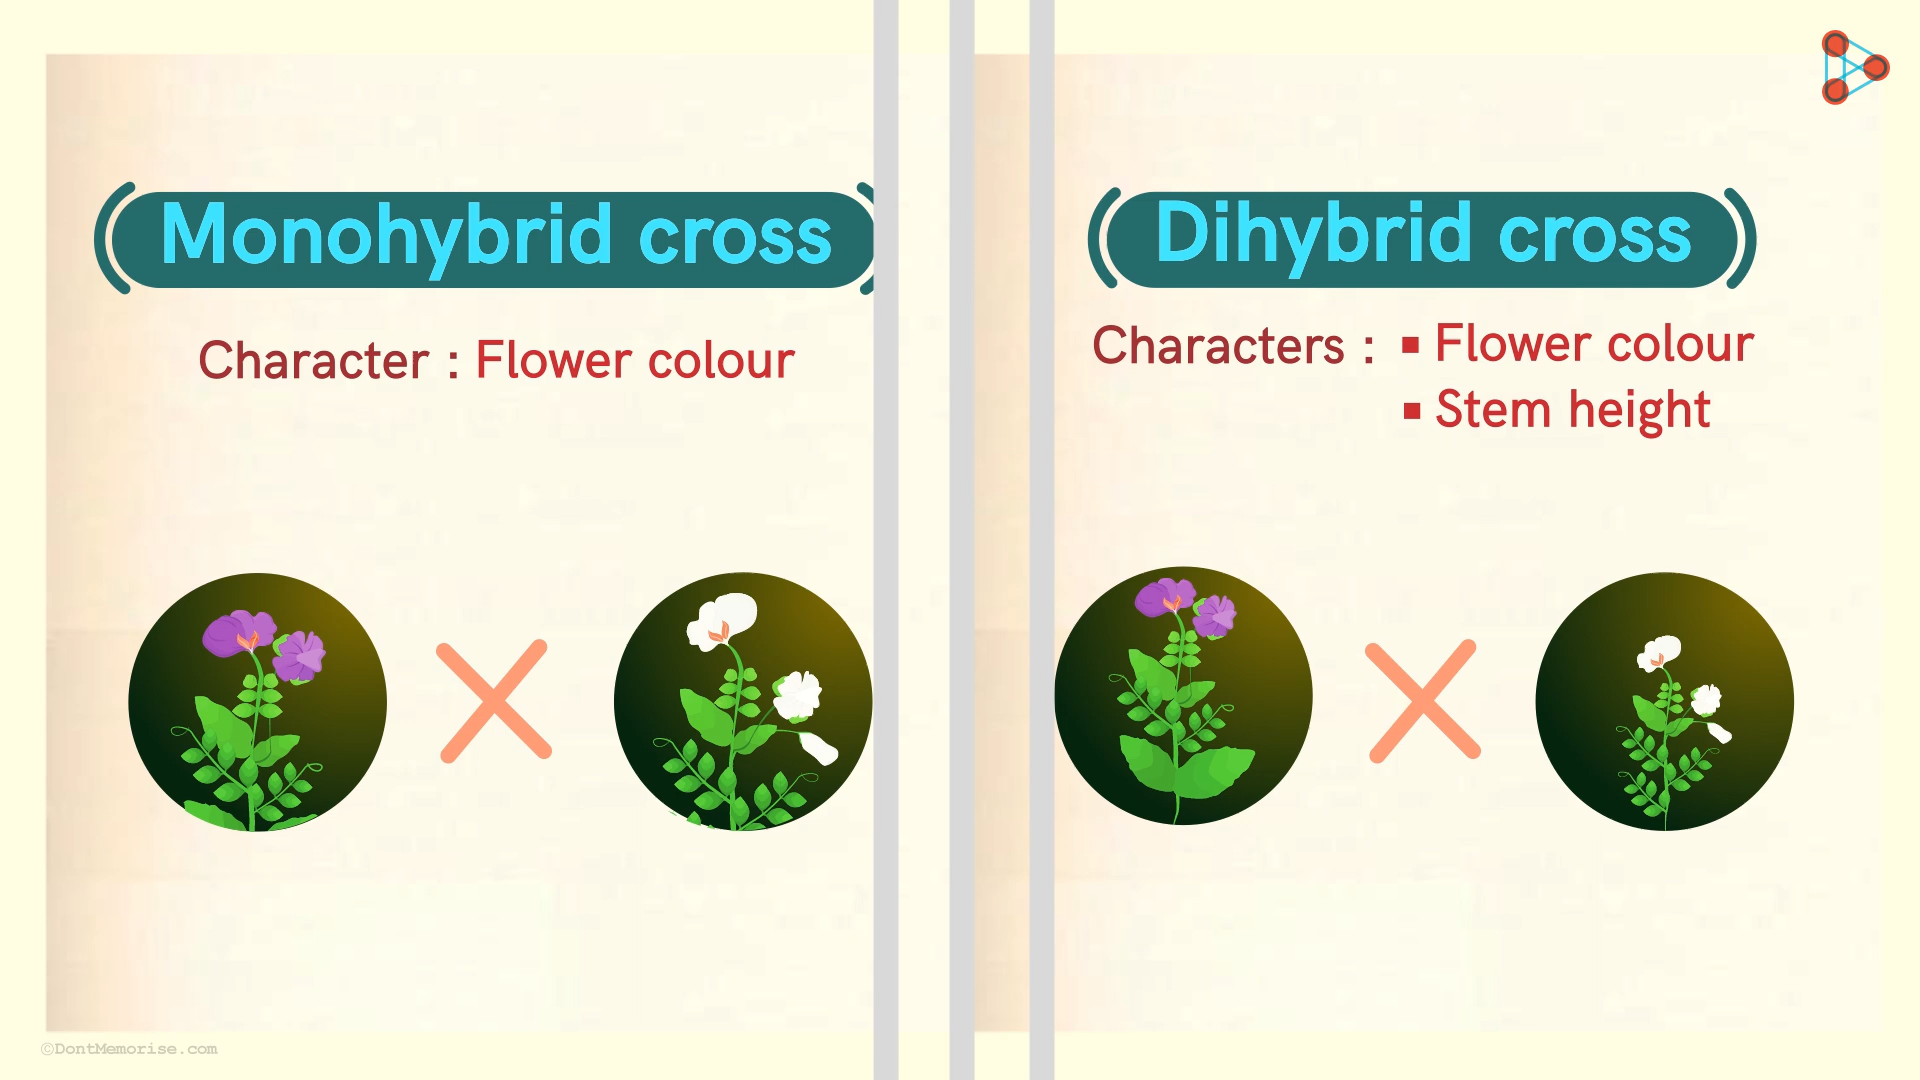 Monohybrid cross
Character : Flower colour
Dihybrid cross
Characters : ▪ Flower colour
▪ Stem height
©DontMemorise.com